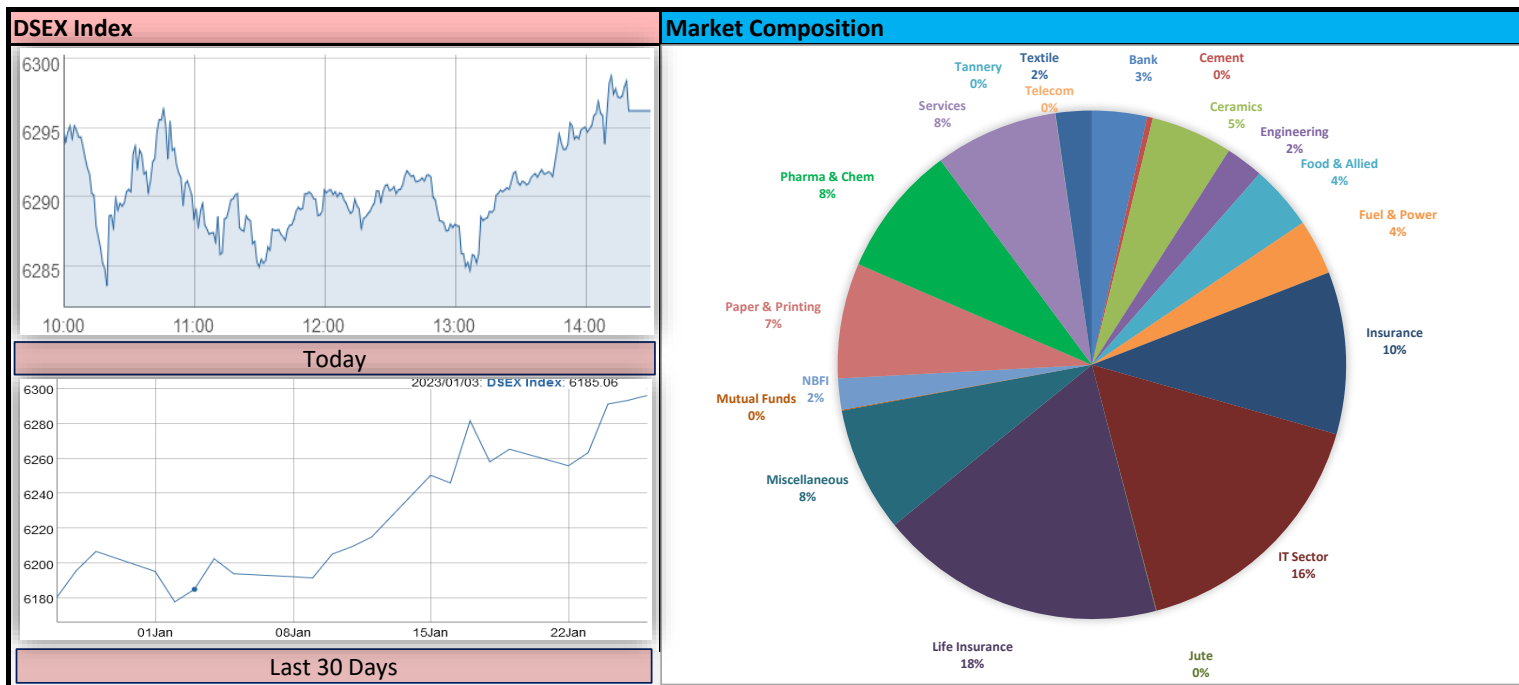 DSEX Index
6300
6295
6290
6285
10:00 11:00 12:00 13:00 14:00
Today
2023/01/03: DSEX Index: 6185.06
6300
6280
6260
6240
6220
6200
6180
01Jan 08Jan 15Jan 22Jan
Last 30 Days
Market Composition
Textile
2%
Bank
3%
Cement
0%
Tannery
0%
Telecom
0%
Services
8%
Ceramics
5%
Engineering
2%
Food & Allied
4%
Pharma & Chem
8%
Fuel & Power
4%
Paper & Printing
7%
Insurance
10%
NBFI
2%
Mutual Funds
0%
Miscellaneous
8%
IT Sector
16%
Life Insurance
18%
Jute
0%